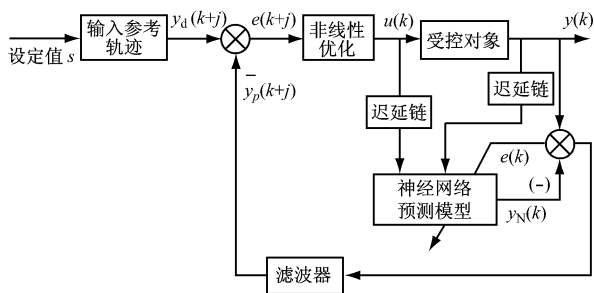 设定值 s
输入参考
轨迹
y_d(k+j)
e(k+j)
非线性
优化
u(k)
受控对象
y(k)
−
y_p(k+j)
迟延链
迟延链
e(k)
(−)
y_N(k)
神经网络
预测模型
滤波器